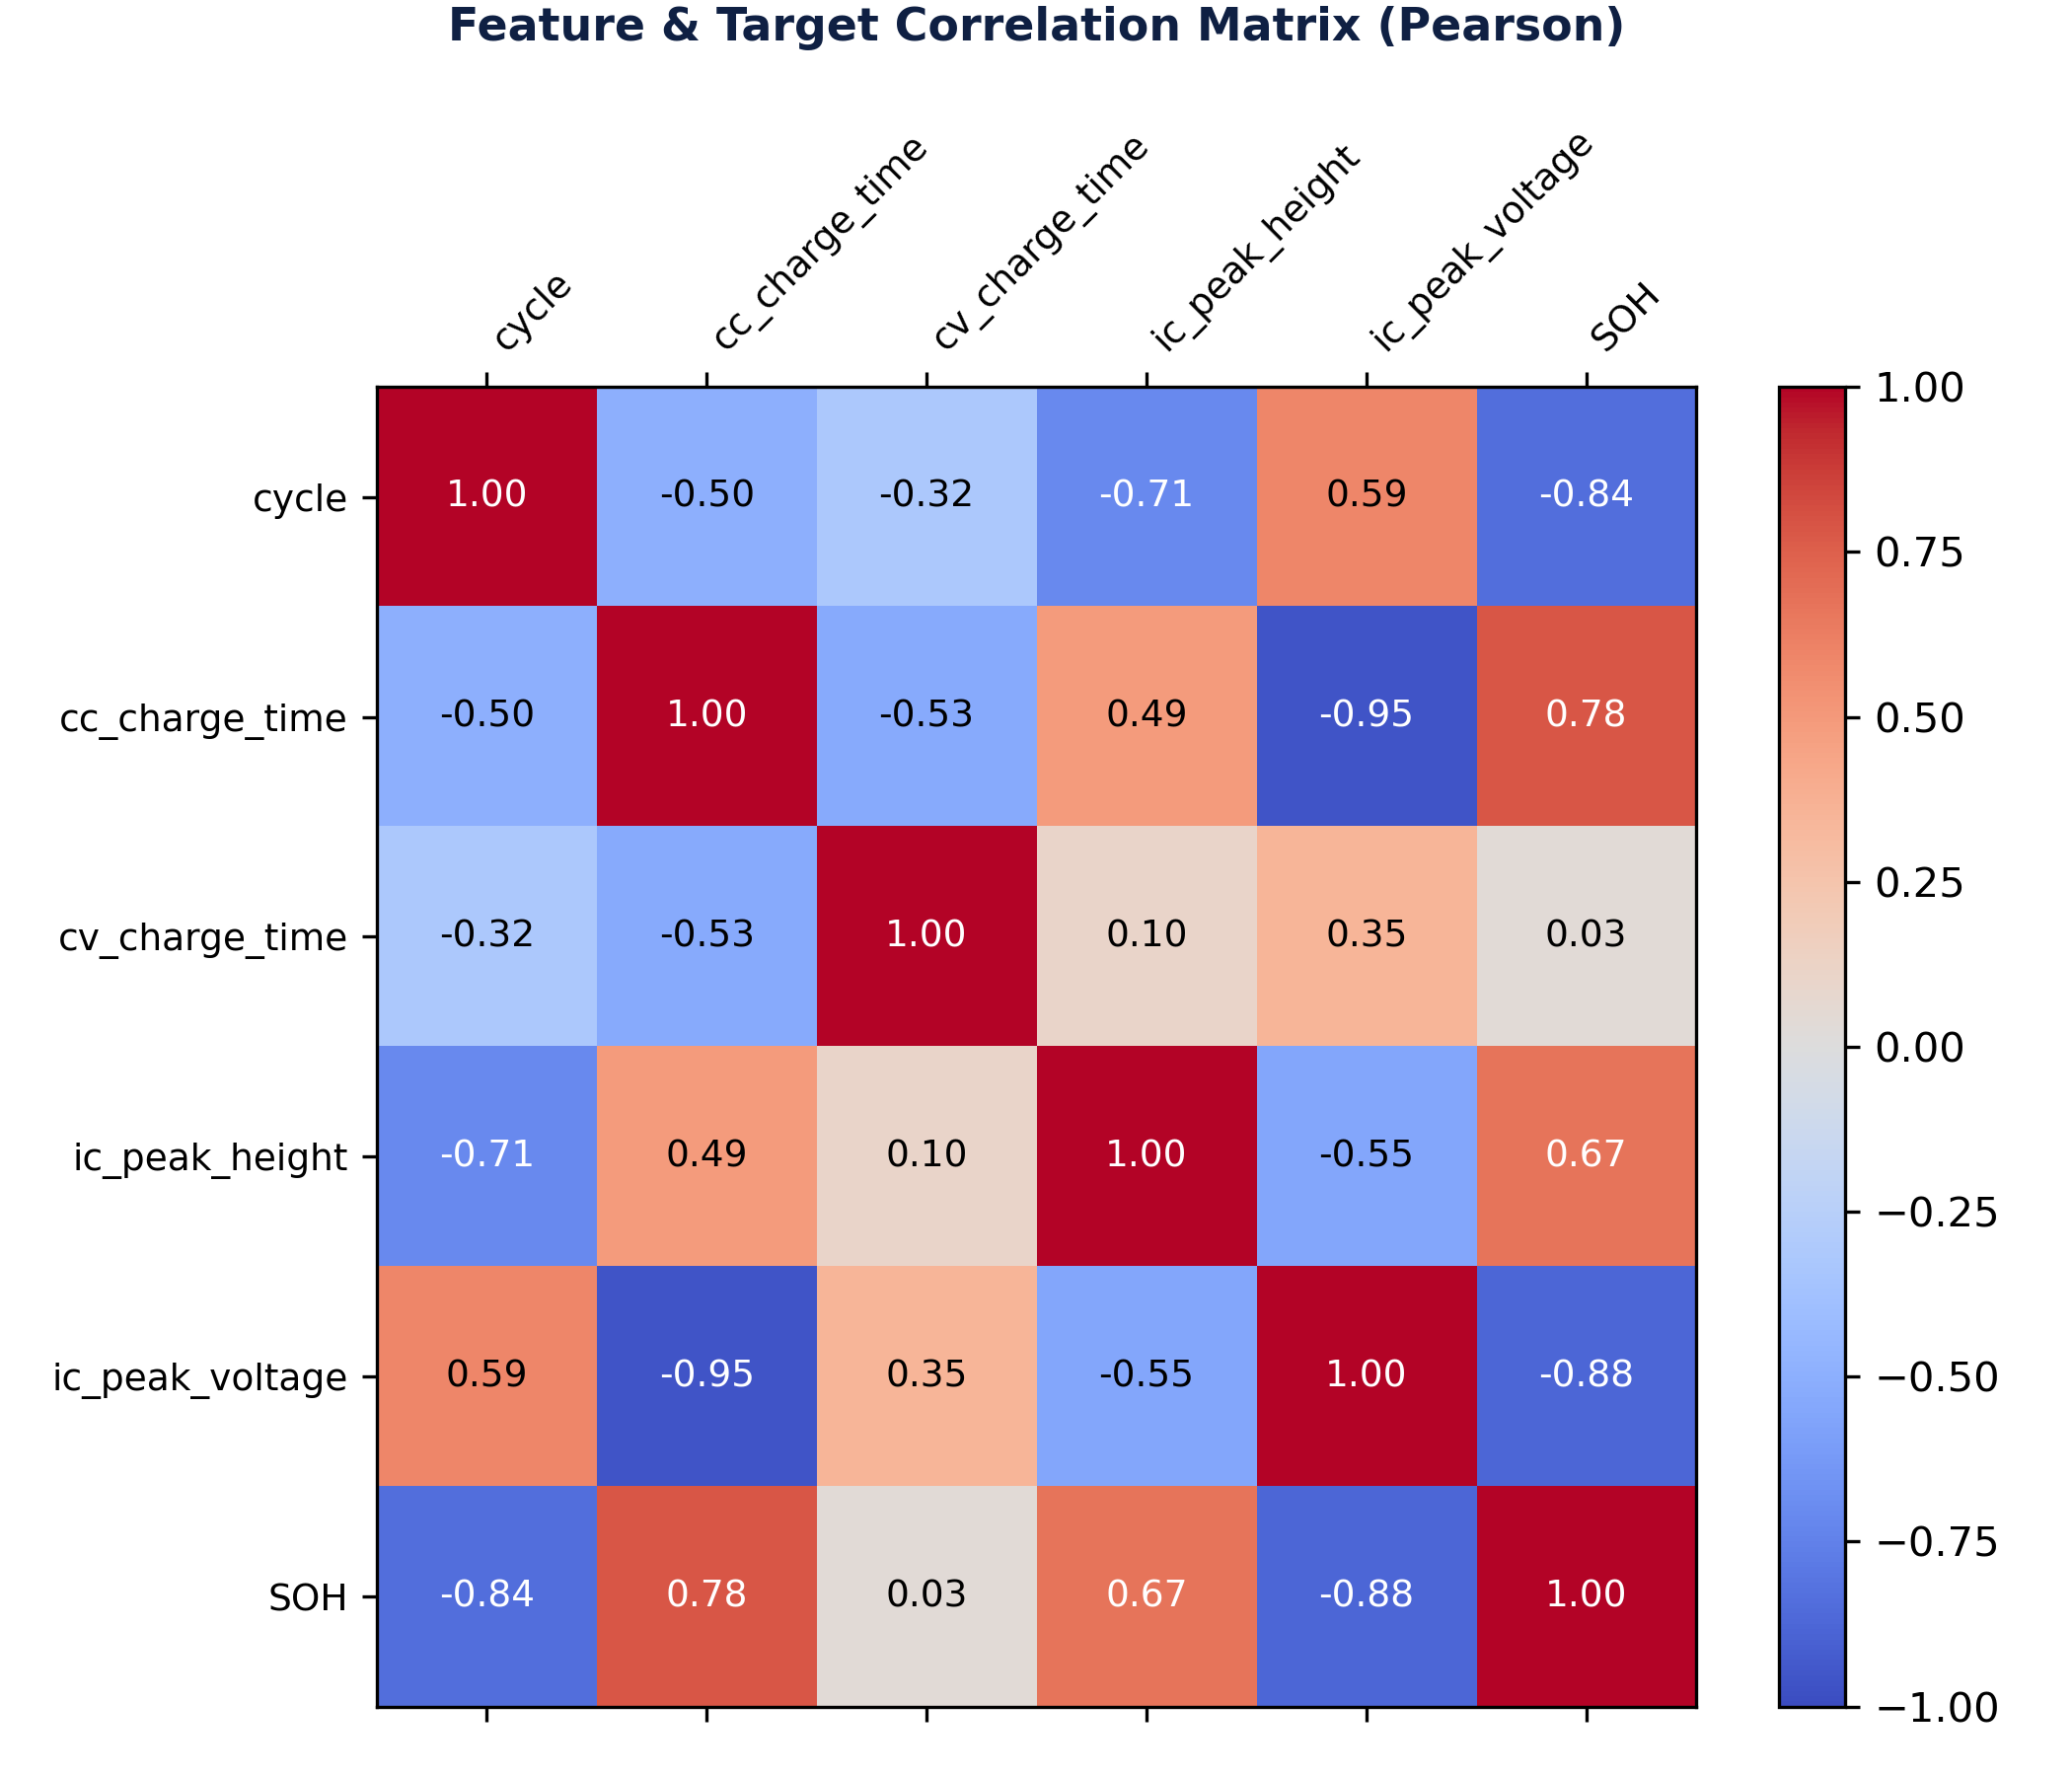 Feature & Target Correlation Matrix (Pearson)
cycle cc_charge_time cv_charge_time ic_peak_height ic_peak_voltage SOH
cycle 1.00 -0.50 -0.32 -0.71 0.59 -0.84
cc_charge_time -0.50 1.00 -0.53 0.49 -0.95 0.78
cv_charge_time -0.32 -0.53 1.00 0.10 0.35 0.03
ic_peak_height -0.71 0.49 0.10 1.00 -0.55 0.67
ic_peak_voltage 0.59 -0.95 0.35 -0.55 1.00 -0.88
SOH -0.84 0.78 0.03 0.67 -0.88 1.00
1.00
0.75
0.50
0.25
0.00
−0.25
−0.50
−0.75
−1.00